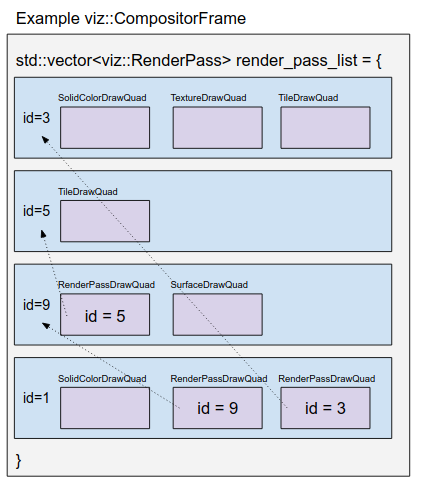 Example viz::CompositorFrame
std::vector<viz::RenderPass> render_pass_list = {
SolidColorDrawQuad TextureDrawQuad TileDrawQuad
id=3
TileDrawQuad
id=5
RenderPassDrawQuad SurfaceDrawQuad
id=9 id = 5
SolidColorDrawQuad RenderPassDrawQuad RenderPassDrawQuad
id=1 id = 9 id = 3
}